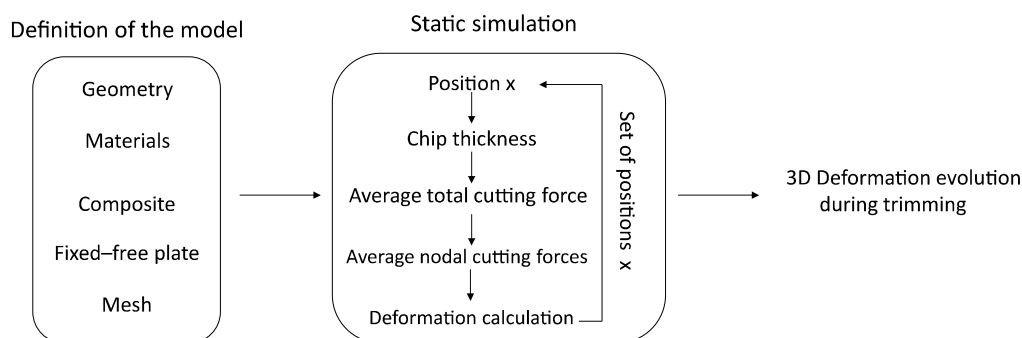 Definition of the model
Geometry
Materials
Composite
Fixed–free plate
Mesh
Static simulation
Position x
Chip thickness
Average total cutting force
Average nodal cutting forces
Deformation calculation
Set of positions x
3D Deformation evolution
during trimming